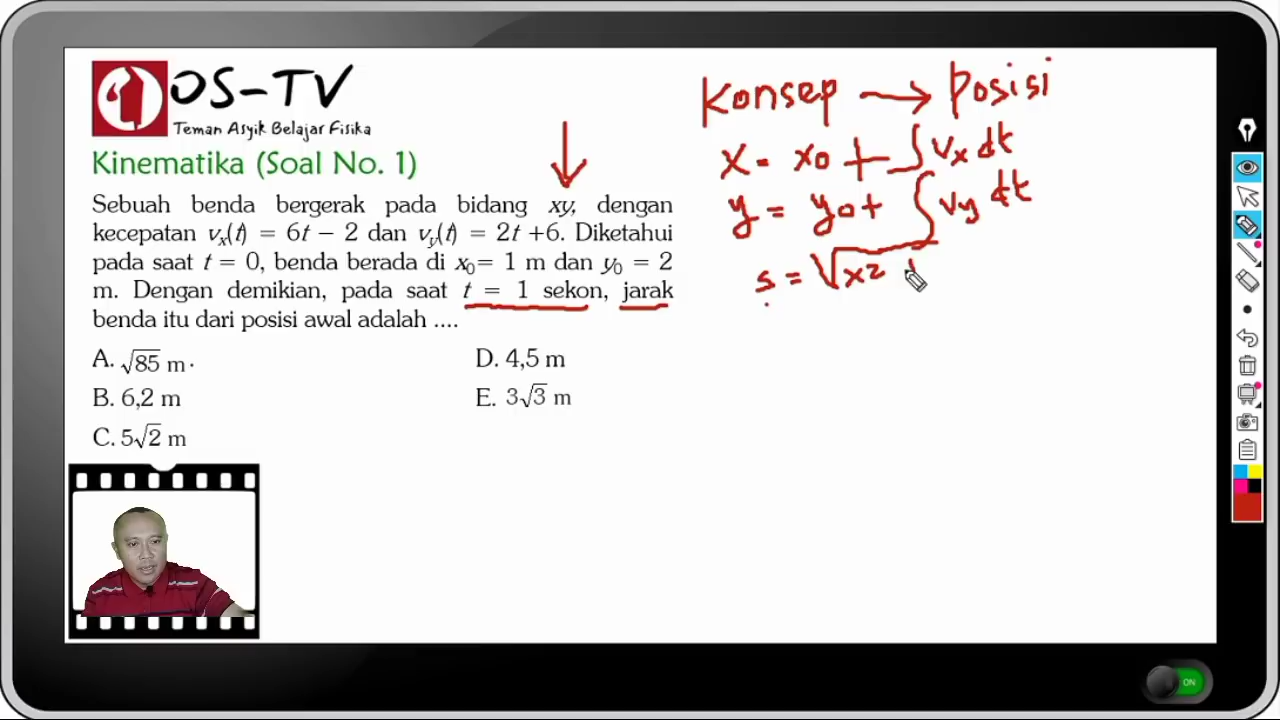 OS-TV
Teman Asyik Belajar Fisika
Kinematika (Soal No. 1)
Sebuah benda bergerak pada bidang xy, dengan
kecepatan vₓ(t) = 6t − 2 dan v_y(t) = 2t +6. Diketahui
pada saat t = 0, benda berada di x₀= 1 m dan y₀ = 2
m. Dengan demikian, pada saat t = 1 sekon, jarak
benda itu dari posisi awal adalah ....
A. √85 m .
B. 6,2 m
C. 5√2 m
D. 4,5 m
E. 3√3 m
Konsep → Posisi
x = x0 + ∫ vx dt
y = y0 + ∫ vy dt
s = √x2 +
ON